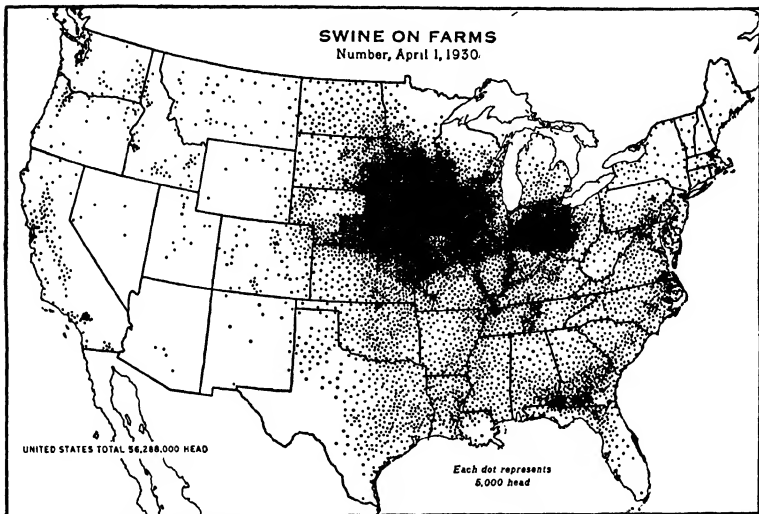 SWINE ON FARMS
Number, April 1, 1930.
UNITED STATES TOTAL 56,288,000 HEAD
Each dot represents
5,000 head